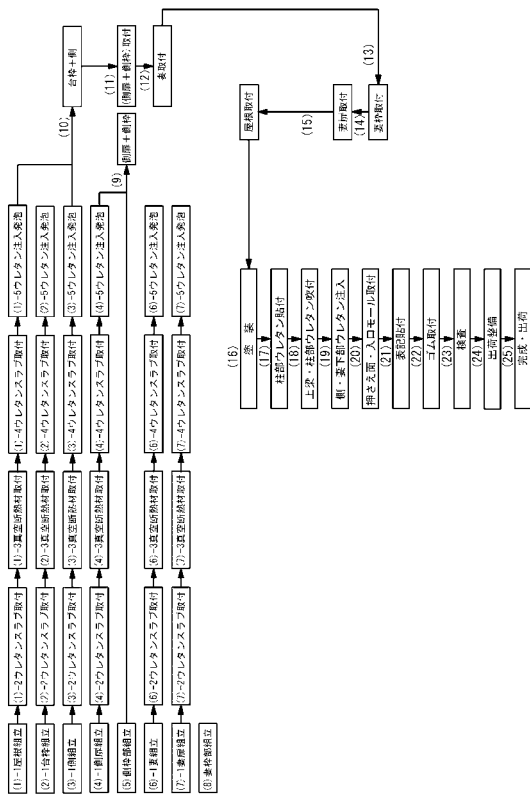 (1)-1屋根組立
(1)-2ウレタンスラブ取付
(1)-3真空断熱材取付
(1)-4ウレタンスラブ取付
(1)-5ウレタン注入発泡
(2)-1台枠組立
(2)-2ウレタンスラブ取付
(2)-3真空断熱材取付
(2)-4ウレタンスラブ取付
(2)-5ウレタン注入発泡
(3)-1側組立
(3)-2ウレタンスラブ取付
(3)-3真空断熱材取付
(3)-4ウレタンスラブ取付
(3)-5ウレタン注入発泡
(4)-1側扉組立
(4)-2ウレタンスラブ取付
(4)-3真空断熱材取付
(4)-4ウレタンスラブ取付
(4)-5ウレタン注入発泡
(5)側枠部組立
(6)-1妻組立
(6)-2ウレタンスラブ取付
(6)-3真空断熱材取付
(6)-4ウレタンスラブ取付
(6)-5ウレタン注入発泡
(7)-1妻扉組立
(7)-2ウレタンスラブ取付
(7)-3真空断熱材取付
(7)-4ウレタンスラブ取付
(7)-5ウレタン注入発泡
(8)妻枠部組立
(9)
側扉+側枠
(10)
台枠+側
(11)
(側扉+側枠)取付
(12)
妻取付
(13)
妻枠取付
(14)
妻扉取付
(15)
屋根取付
(16)
塗 装
(17)
柱部ウレタン貼付
(18)
上梁・柱部ウレタン吹付
(19)
側・妻下部ウレタン注入
(20)
押さえ面・入口モール取付
(21)
表記貼付
(22)
ゴム取付
(23)
検査
(24)
出荷整備
(25)
完成・出荷